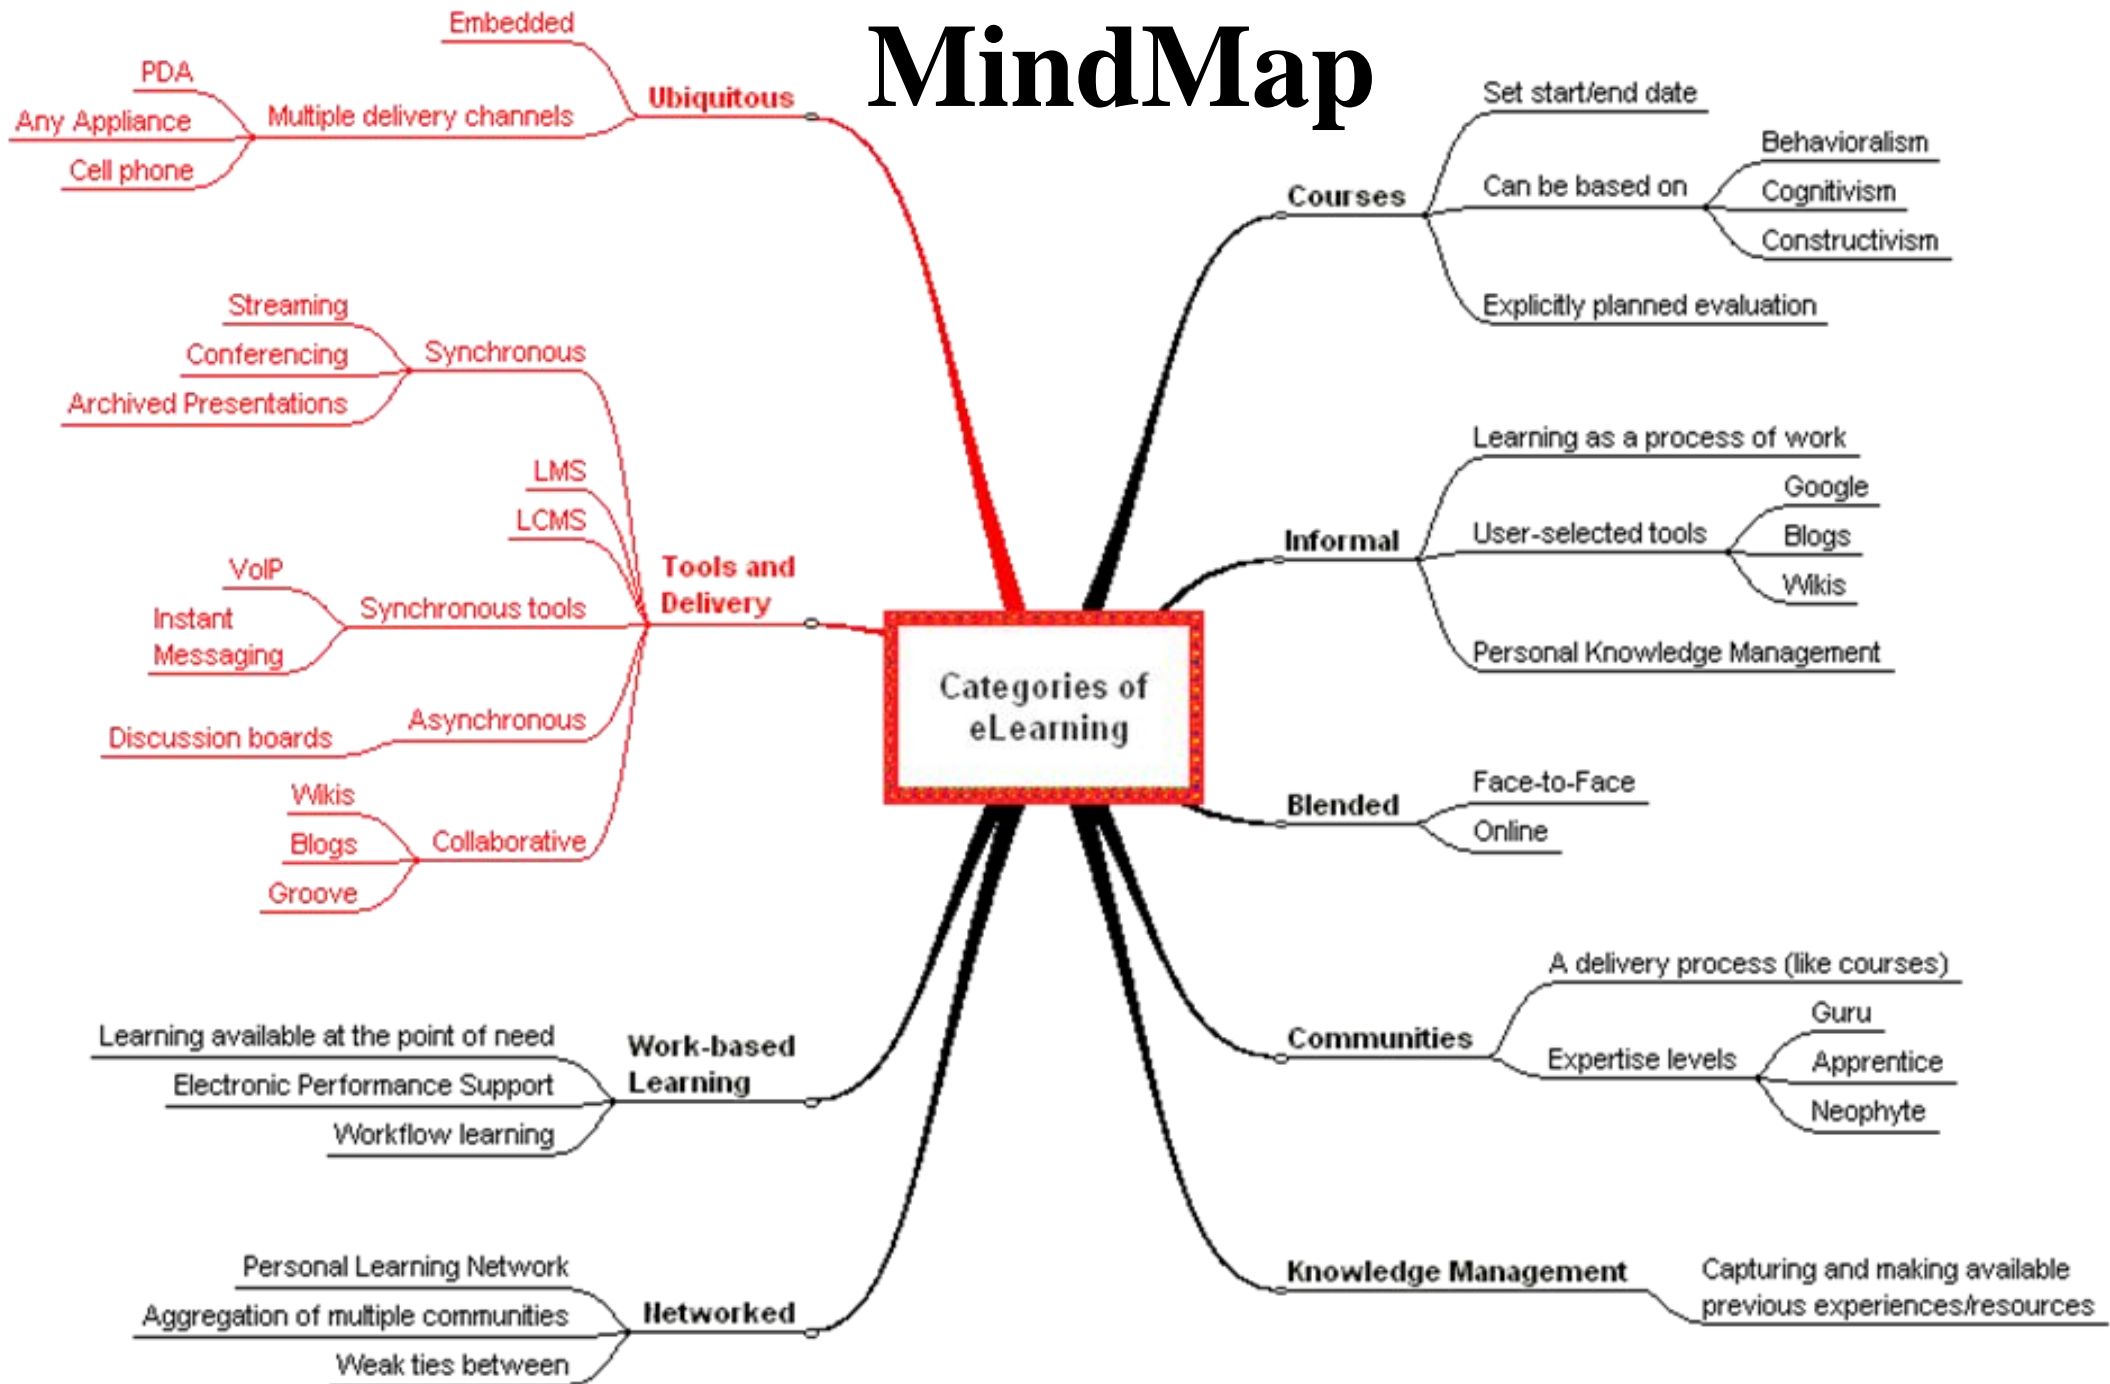 MindMap
Categories of
eLearning
Ubiquitous
Embedded
Multiple delivery channels
PDA
Any Appliance
Cell phone
Tools and
Delivery
Synchronous
Streaming
Conferencing
Archived Presentations
LMS
LCMS
Synchronous tools
VoIP
Instant
Messaging
Asynchronous
Discussion boards
Collaborative
Wikis
Blogs
Groove
Work-based
Learning
Learning available at the point of need
Electronic Performance Support
Workflow learning
Networked
Personal Learning Network
Aggregation of multiple communities
Weak ties between
Courses
Set start/end date
Can be based on
Behavioralism
Cognitivism
Constructivism
Explicitly planned evaluation
Informal
Learning as a process of work
User-selected tools
Google
Blogs
Wikis
Personal Knowledge Management
Blended
Face-to-Face
Online
Communities
A delivery process (like courses)
Expertise levels
Guru
Apprentice
Neophyte
Knowledge Management
Capturing and making available
previous experiences/resources